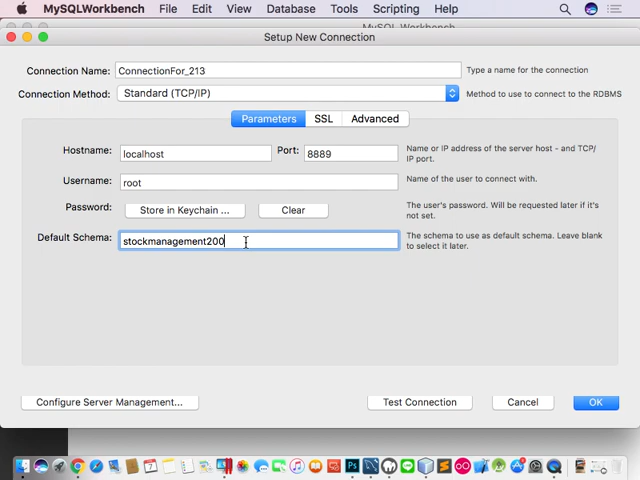 MySQLWorkbench File Edit View Database Tools Scripting Help
Setup New Connection
Connection Name: ConnectionFor_213 Type a name for the connection
Connection Method: Standard (TCP/IP) Method to use to connect to the RDBMS
Parameters SSL Advanced
Hostname: localhost Port: 8889 Name or IP address of the server host - and TCP/
IP port.
Username: root Name of the user to connect with.
Password: Store in Keychain ... Clear The user's password. Will be requested later if it's
not set.
Default Schema: stockmanagement200 The schema to use as default schema. Leave blank
to select it later.
Configure Server Management... Test Connection Cancel OK